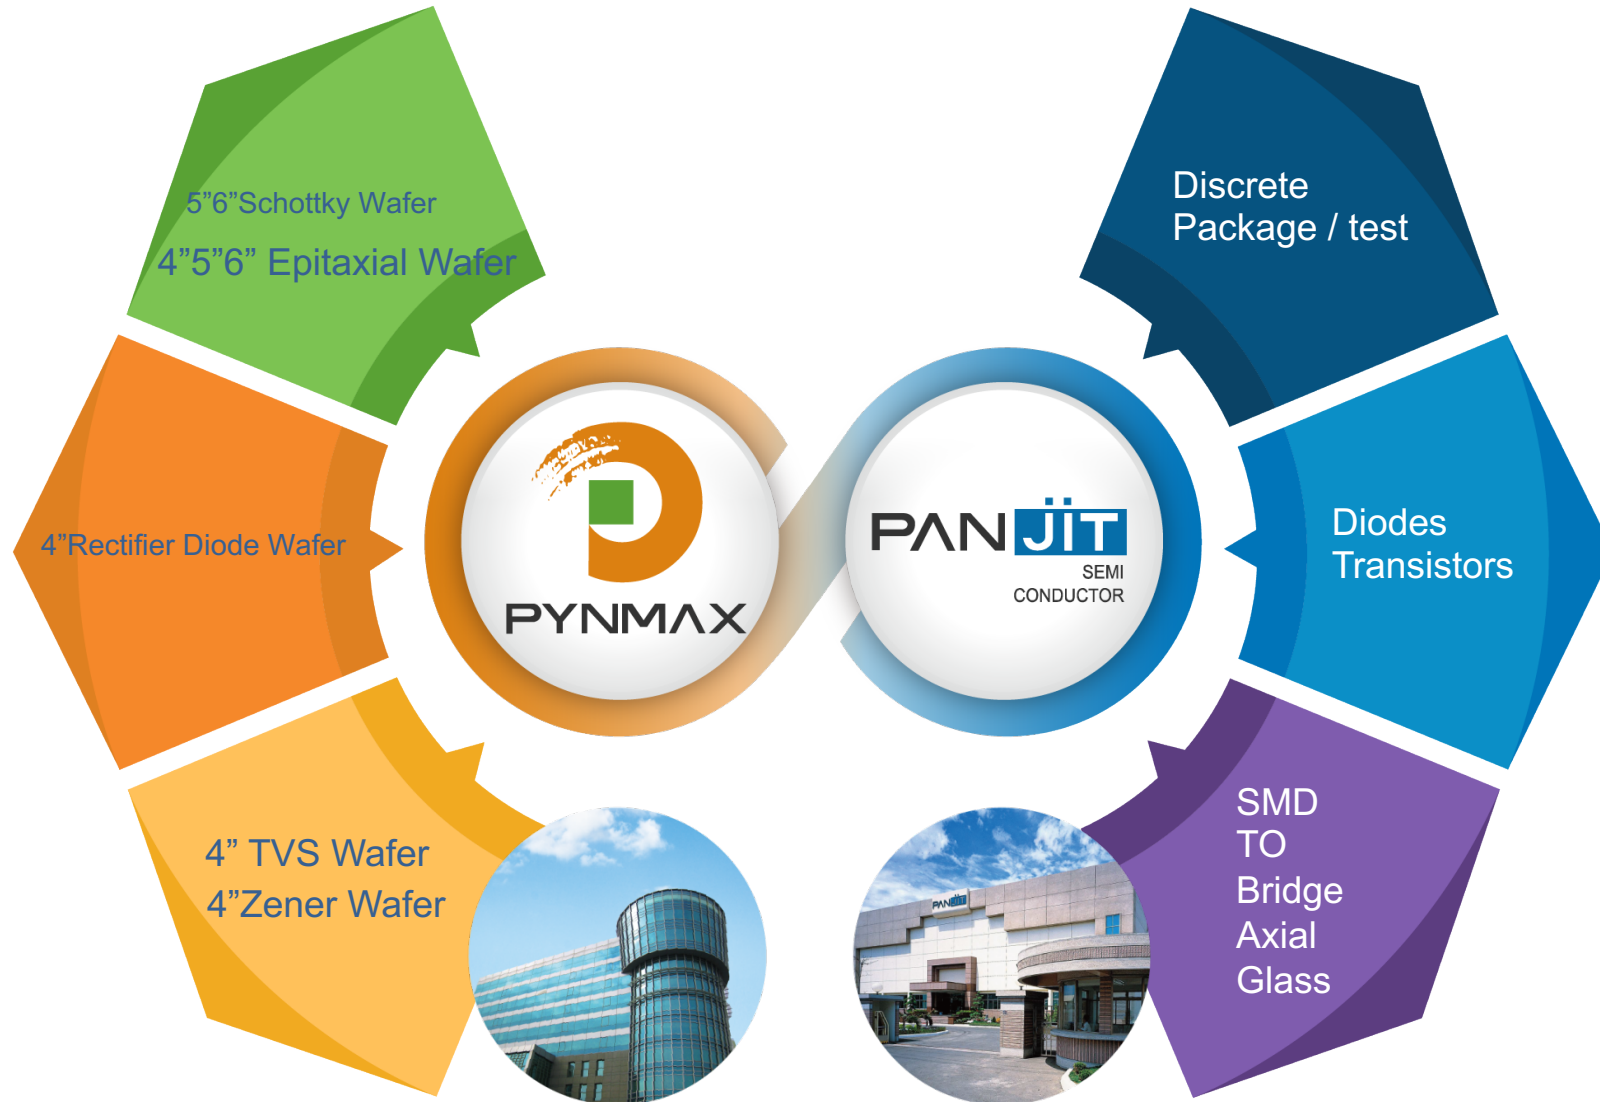 5”6”Schottky Wafer
4”5”6” Epitaxial Wafer
4”Rectifier Diode Wafer
4” TVS Wafer
4”Zener Wafer
PYNMAX
PANJIT
SEMI
CONDUCTOR
Discrete
Package / test
Diodes
Transistors
SMD
TO
Bridge
Axial
Glass
PANJIT